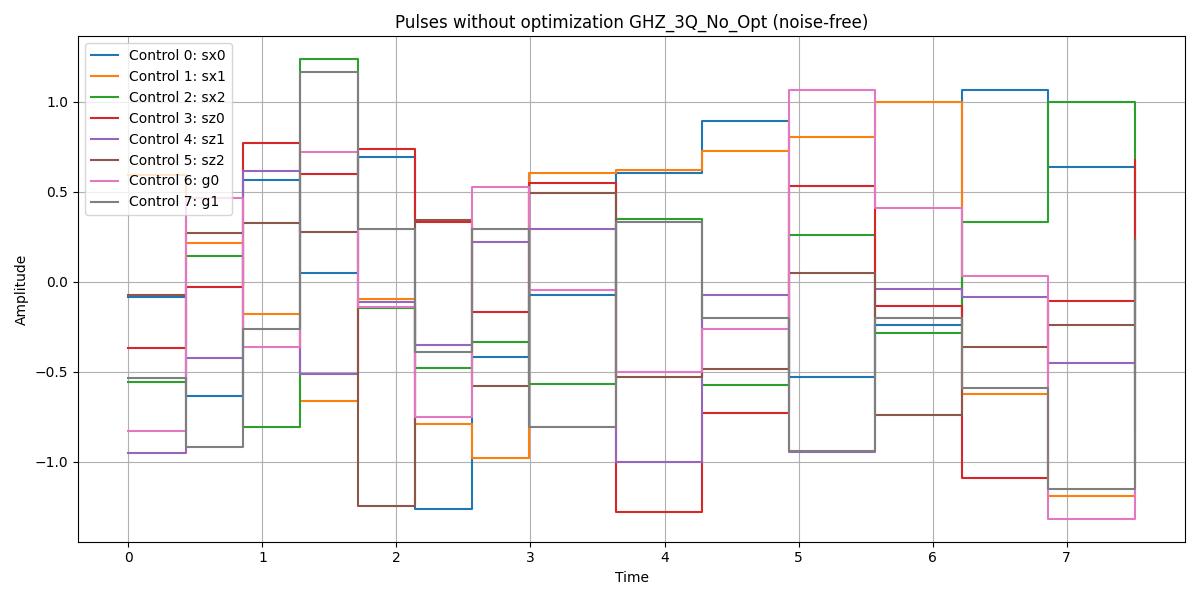 Pulses without optimization GHZ_3Q_No_Opt (noise-free)
Control 0: sx0
Control 1: sx1
Control 2: sx2
Control 3: sz0
Control 4: sz1
Control 5: sz2
Control 6: g0
Control 7: g1
Amplitude
1.0
0.5
0.0
−0.5
−1.0
0 1 2 3 4 5 6 7
Time